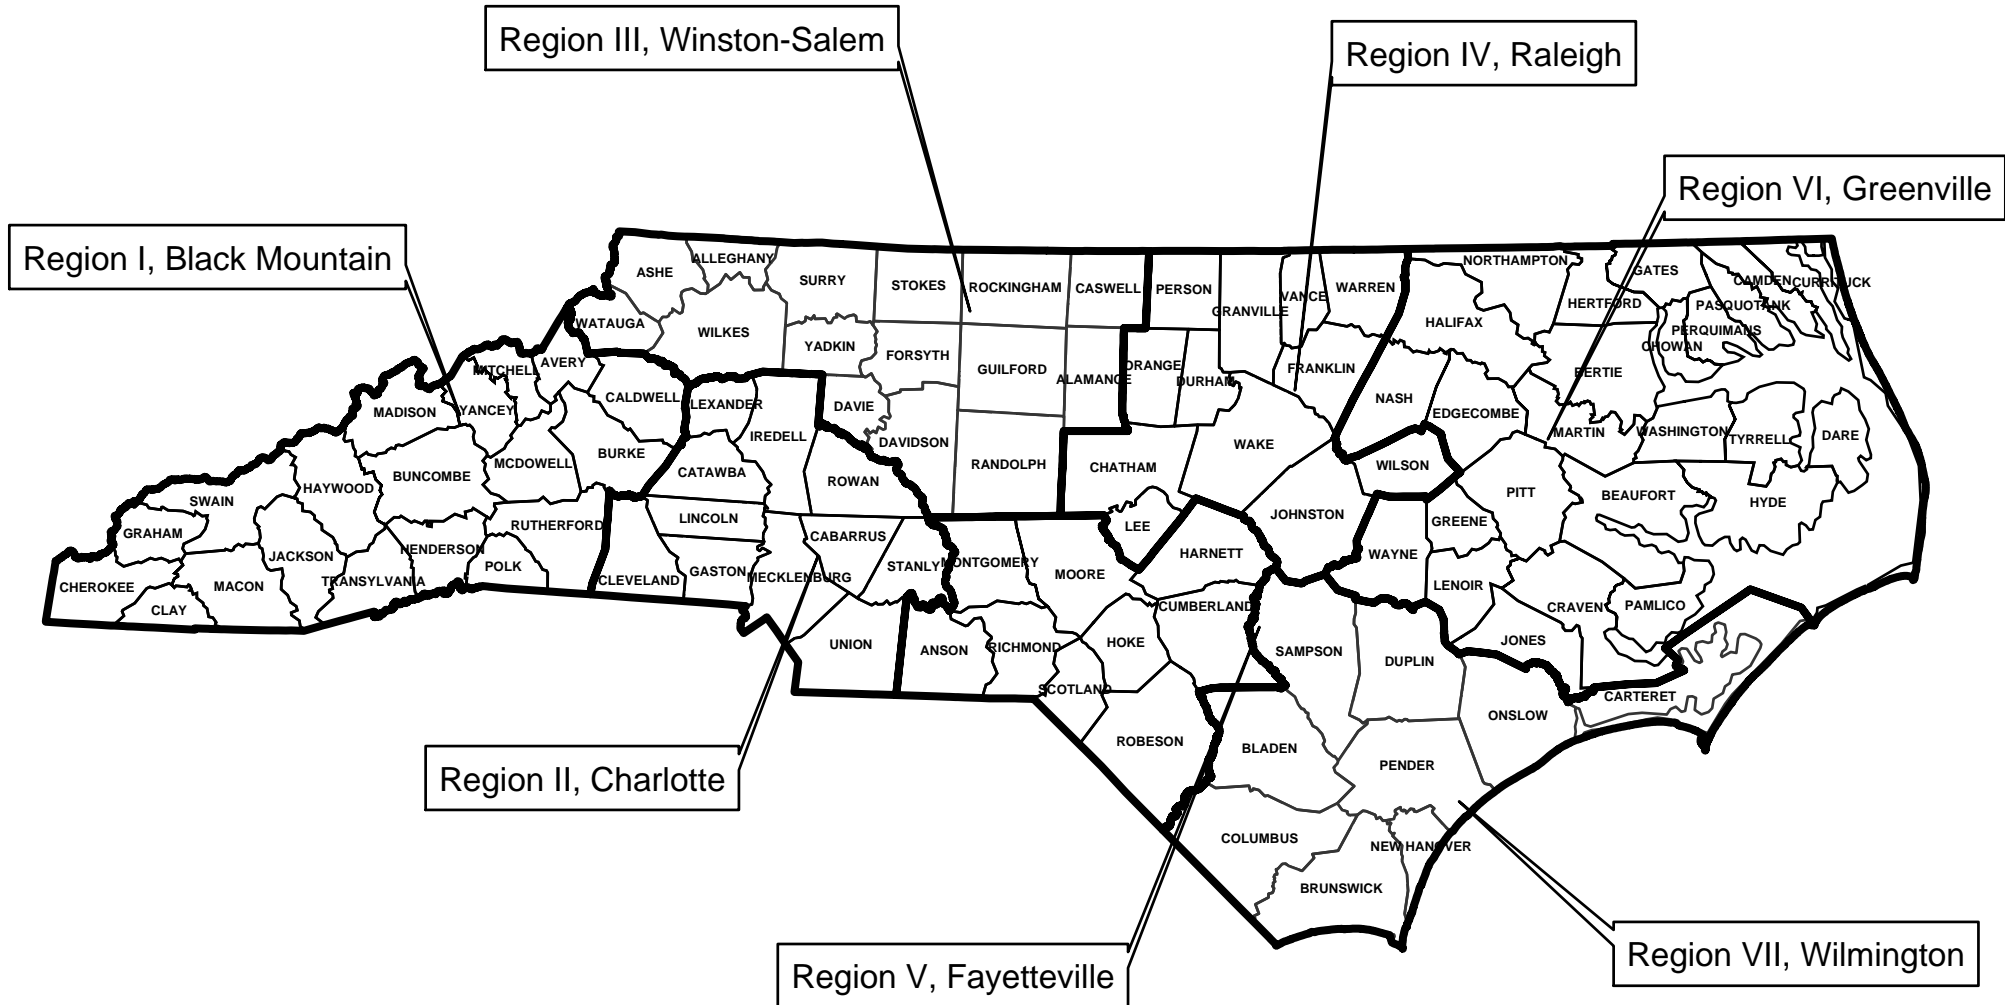 Region III, Winston-Salem
Region IV, Raleigh
Region VI, Greenville
Region I, Black Mountain
ASHE
ALLEGHANY
SURRY
STOKES
ROCKINGHAM
CASWELL
PERSON
GRANVILLE
VANCE
WARREN
NORTHAMPTON
GATES
CAMDEN
CURRITUCK
HERTFORD
PASQUOTANK
PERQUIMANS
CHOWAN
WATAUGA
WILKES
YADKIN
FORSYTH
GUILFORD
ALAMANCE
ORANGE
DURHAM
FRANKLIN
HALIFAX
BERTIE
MITCHELL
AVERY
CALDWELL
ALEXANDER
IREDELL
DAVIE
DAVIDSON
RANDOLPH
CHATHAM
WAKE
NASH
EDGECOMBE
MARTIN
WASHINGTON
TYRRELL
DARE
MADISON
YANCEY
BUNCOMBE
MCDOWELL
BURKE
CATAWBA
ROWAN
WILSON
PITT
BEAUFORT
HYDE
SWAIN
HAYWOOD
RUTHERFORD
LINCOLN
CABARRUS
LEE
JOHNSTON
GREENE
GRAHAM
JACKSON
HENDERSON
POLK
CLEVELAND
GASTON
MECKLENBURG
STANLY
MONTGOMERY
MOORE
HARNETT
WAYNE
LENOIR
CRAVEN
PAMLICO
CHEROKEE
CLAY
MACON
TRANSYLVANIA
UNION
ANSON
RICHMOND
HOKE
CUMBERLAND
SAMPSON
DUPLIN
JONES
SCOTLAND
CARTERET
ONSLOW
ROBESON
BLADEN
PENDER
COLUMBUS
NEW HANOVER
BRUNSWICK
Region II, Charlotte
Region V, Fayetteville
Region VII, Wilmington